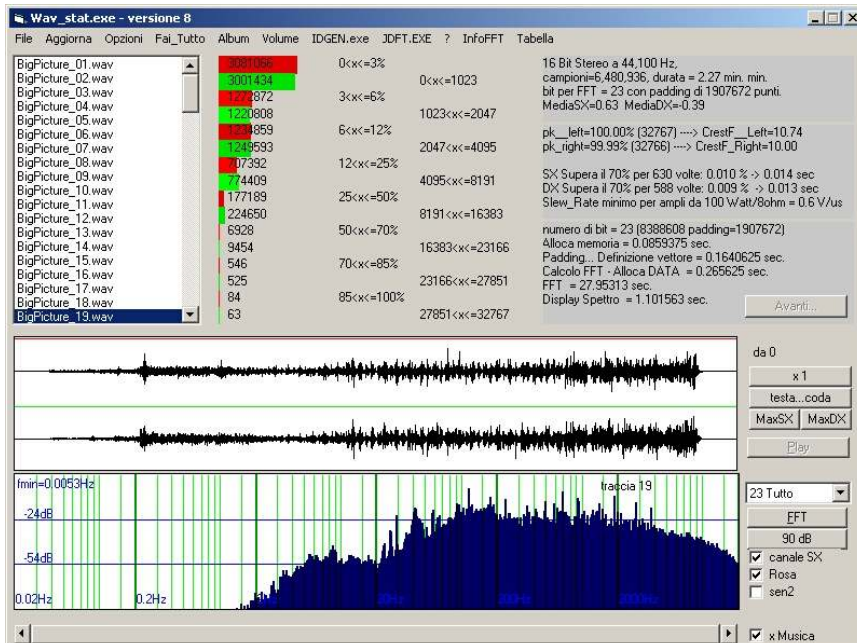 Wav_stat.exe - versione 8
File Aggiorna Opzioni Fai_Tutto Album Volume IDGEN.exe JDFT.EXE ? InfoFFT Tabella
BigPicture_01.wav
BigPicture_02.wav
BigPicture_03.wav
BigPicture_04.wav
BigPicture_05.wav
BigPicture_06.wav
BigPicture_07.wav
BigPicture_08.wav
BigPicture_09.wav
BigPicture_10.wav
BigPicture_11.wav
BigPicture_12.wav
BigPicture_13.wav
BigPicture_14.wav
BigPicture_15.wav
BigPicture_16.wav
BigPicture_17.wav
BigPicture_18.wav
BigPicture_19.wav
3081066 0<x<=3%
3001434 0<x<=1023
1272872 3<x<=6%
1220808 1023<x<=2047
1234859 6<x<=12%
1249593 2047<x<=4095
707392 12<x<=25%
774409 4095<x<=8191
177189 25<x<=50%
224650 8191<x<=16383
6928 50<x<=70%
9454 16383<x<=23166
546 70<x<=85%
525 23166<x<=27851
84 85<x<=100%
63 27851<x<=32767
16 Bit Stereo a 44,100 Hz,
campioni=6,480,936, durata = 2.27 min. min.
bit per FFT = 23 con padding di 1907672 punti.
MediaSX=0.63 MediaDX=-0.39
pk__left=100.00% (32767) ----> CrestF__Left=10.74
pk_right=99.99% (32766) ----> CrestF_Right=10.00
SX Supera il 70% per 630 volte: 0.010 % -> 0.014 sec
DX Supera il 70% per 588 volte: 0.009 % -> 0.013 sec
Slew_Rate minimo per ampli da 100 Watt/8ohm = 0.6 V/us
numero di bit = 23 (8388608 padding=1907672)
Alloca memoria = 0.0859375 sec.
Padding... Definizione vettore = 0.1640625 sec.
Calcolo FFT - Alloca DATA = 0.265625 sec.
FFT = 27.95313 sec.
Display Spettro = 1.101563 sec.
Avanti...
da 0
x 1
testa...coda
MaxSX MaxDX
Play
fmin=0.0053Hz
traccia 19
-24dB
-54dB
0.02Hz 0.2Hz 20Hz 200Hz 2000Hz
23 Tutto
FFT
90 dB
canale SX
Rosa
sen2
x Musica